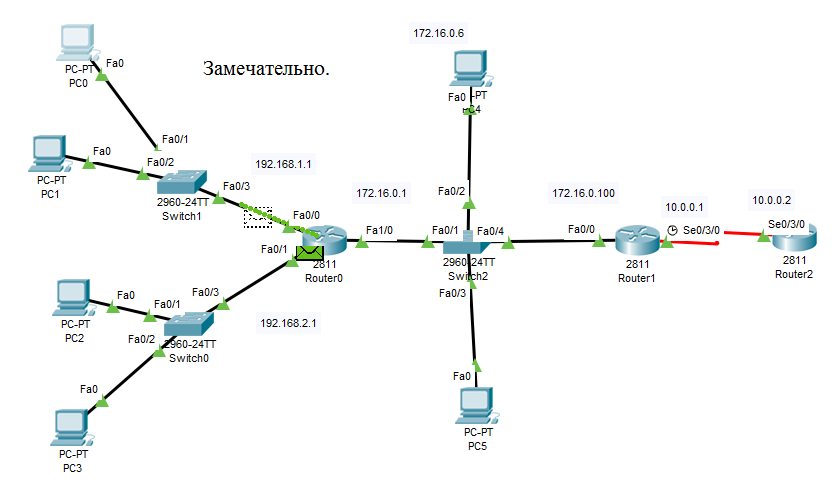 172.16.0.6
Замечательно.
PC-PT
PC0
Fa0
Fa0
-PT
C4
Fa0/1
Fa0
Fa0/2
192.168.1.1
PC-PT
PC1
2960-24TT
Switch1
Fa0/3
172.16.0.1
Fa0/2
172.16.0.100
10.0.0.1
10.0.0.2
Fa0/0
Fa0/1
2811
Router0
Fa1/0
Fa0/1
Fa0/4
2960-24TT
Switch2
Fa0/0
2811
Router1
Se0/3/0
Se0/3/0
2811
Router2
Fa0
Fa0/1
Fa0/3
Fa0/3
PC-PT
PC2
Fa0/2
2960-24TT
Switch0
192.168.2.1
Fa0
PC-PT
PC3
Fa0
PC-PT
PC5